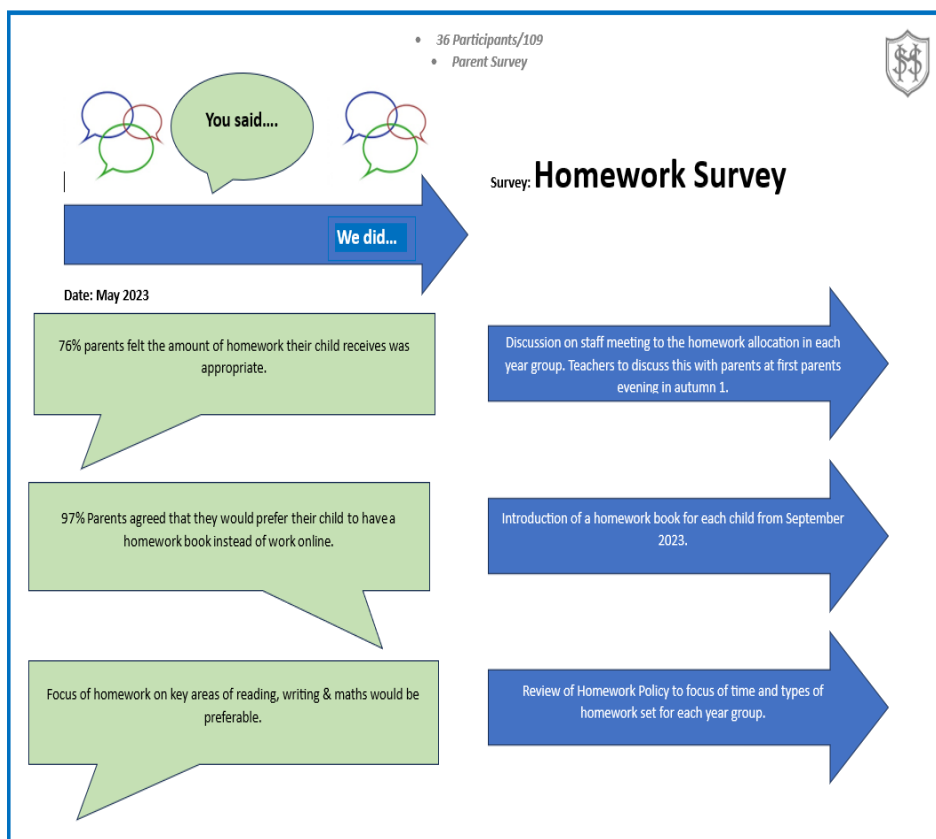 36 Participants/109
Parent Survey
You said....
Survey: Homework Survey
We did...
Date: May 2023
76% parents felt the amount of homework their child receives was
appropriate.
Discussion on staff meeting to the homework allocation in each
year group. Teachers to discuss this with parents at first parents
evening in autumn 1.
97% Parents agreed that they would prefer their child to have a
homework book instead of work online.
Introduction of a homework book for each child from September
2023.
Focus of homework on key areas of reading, writing & maths would be
preferable.
Review of Homework Policy to focus of time and types of
homework set for each year group.